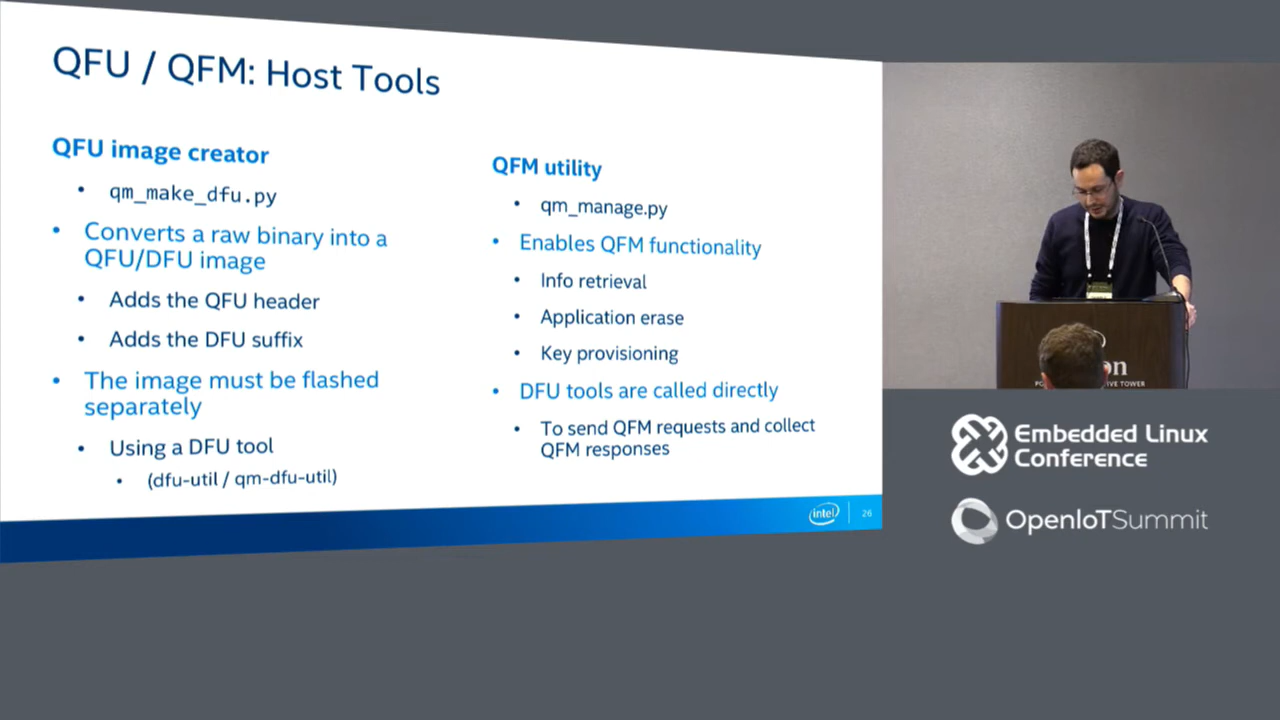 QFU / QFM: Host Tools
QFU image creator
• qm_make_dfu.py
• Converts a raw binary into a
QFU/DFU image
• Adds the QFU header
• Adds the DFU suffix
• The image must be flashed
separately
• Using a DFU tool
• (dfu-util / qm-dfu-util)
QFM utility
• qm_manage.py
• Enables QFM functionality
• Info retrieval
• Application erase
• Key provisioning
• DFU tools are called directly
• To send QFM requests and collect
QFM responses
intel
26
TOWER
Embedded Linux
Conference
OpenIoTSummit